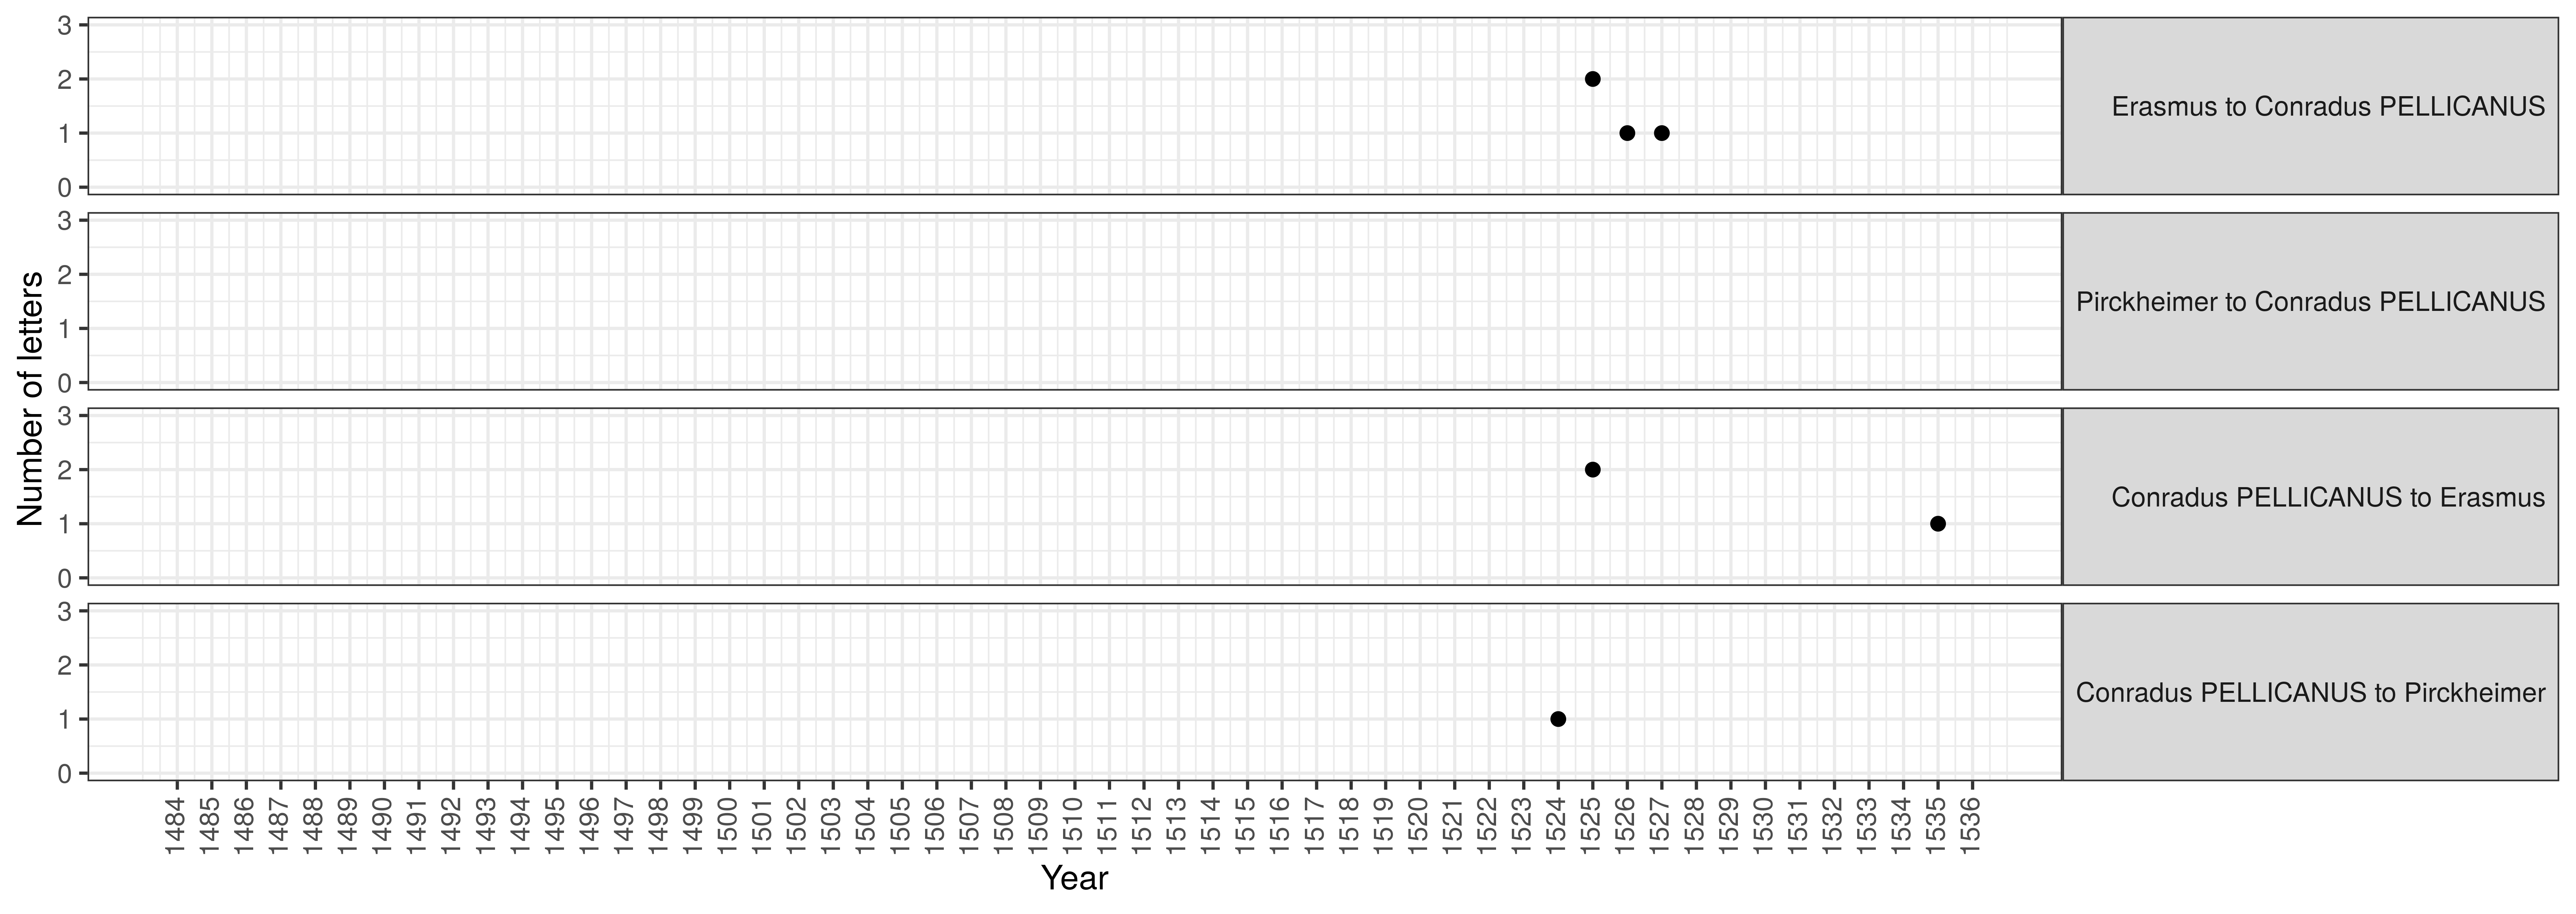 Number of letters
3
2
1
0
Erasmus to Conradus PELLICANUS
3
2
1
0
Pirckheimer to Conradus PELLICANUS
3
2
1
0
Conradus PELLICANUS to Erasmus
3
2
1
0
Conradus PELLICANUS to Pirckheimer
1484 1485 1486 1487 1488 1489 1490 1491 1492 1493 1494 1495 1496 1497 1498 1499 1500 1501 1502 1503 1504 1505 1506 1507 1508 1509 1510 1511 1512 1513 1514 1515 1516 1517 1518 1519 1520 1521 1522 1523 1524 1525 1526 1527 1528 1529 1530 1531 1532 1533 1534 1535 1536
Year